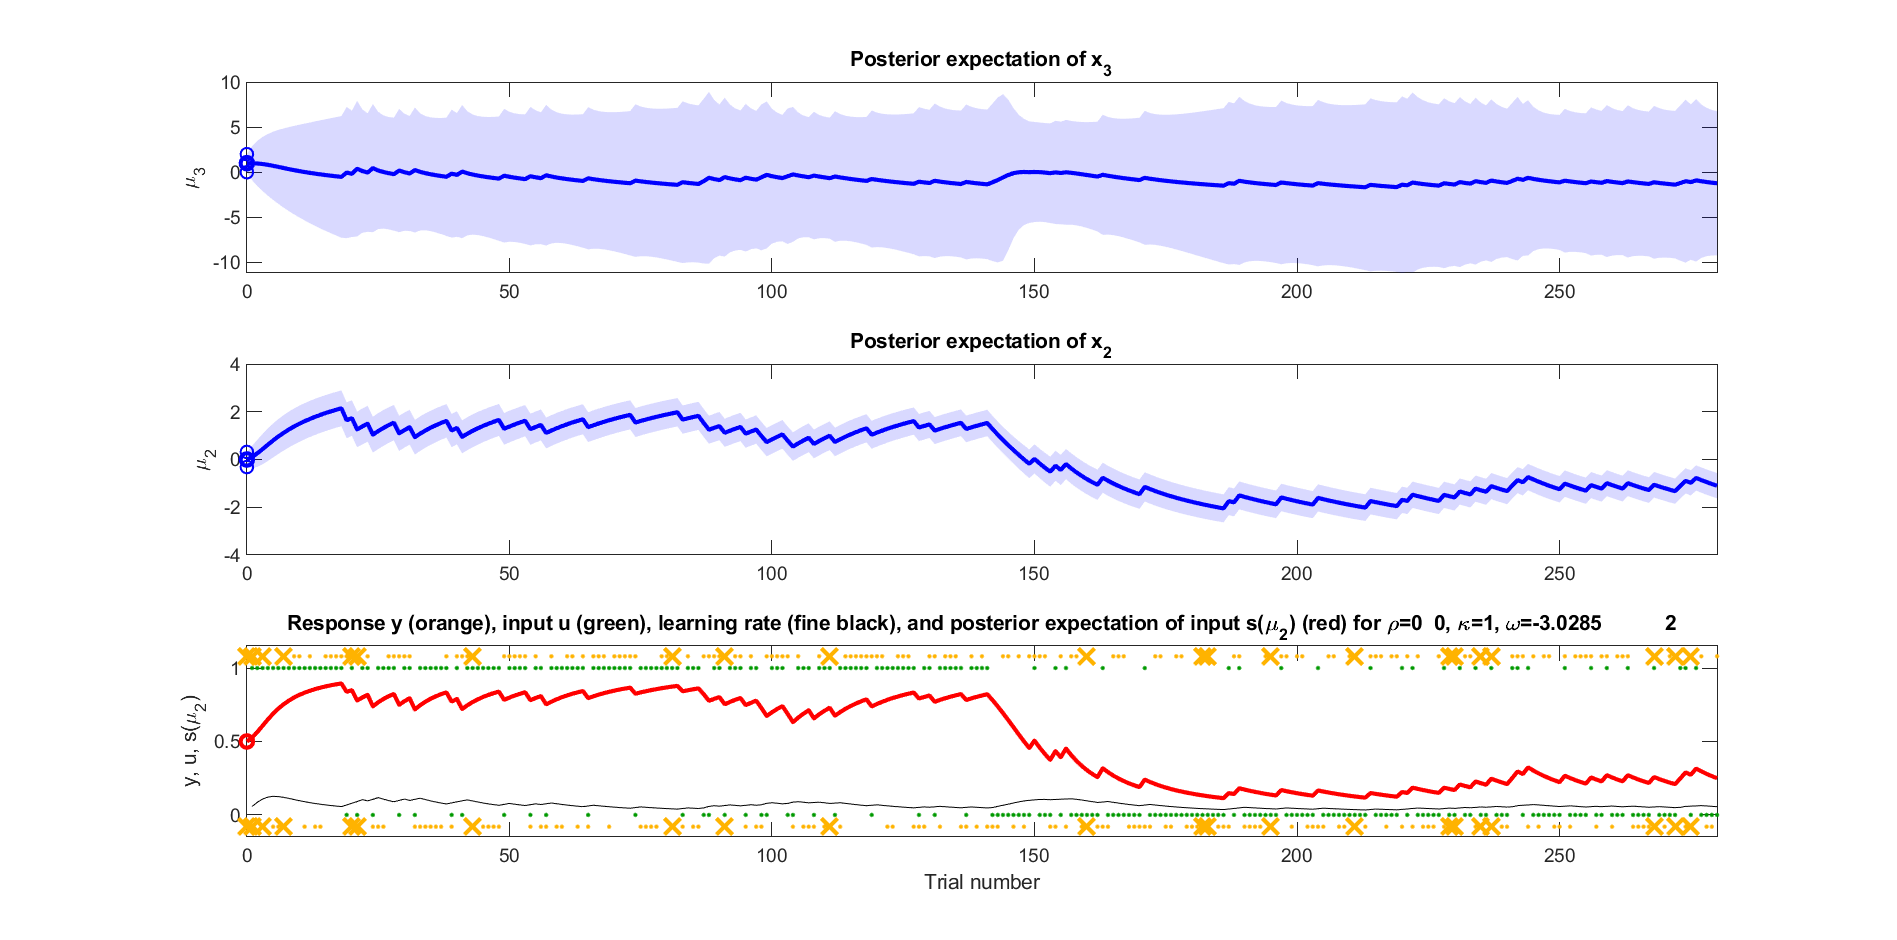 Posterior expectation of x3
10
5
0
-5
-10
μ3
0 50 100 150 200 250
Posterior expectation of x2
4
2
0
-2
-4
μ2
0 50 100 150 200 250
Response y (orange), input u (green), learning rate (fine black), and posterior expectation of input s(μ2) (red) for ρ=0 0, κ=1, ω=-3.0285 2
1
0.5
0
y, u, s(μ2)
0 50 100 150 200 250
Trial number